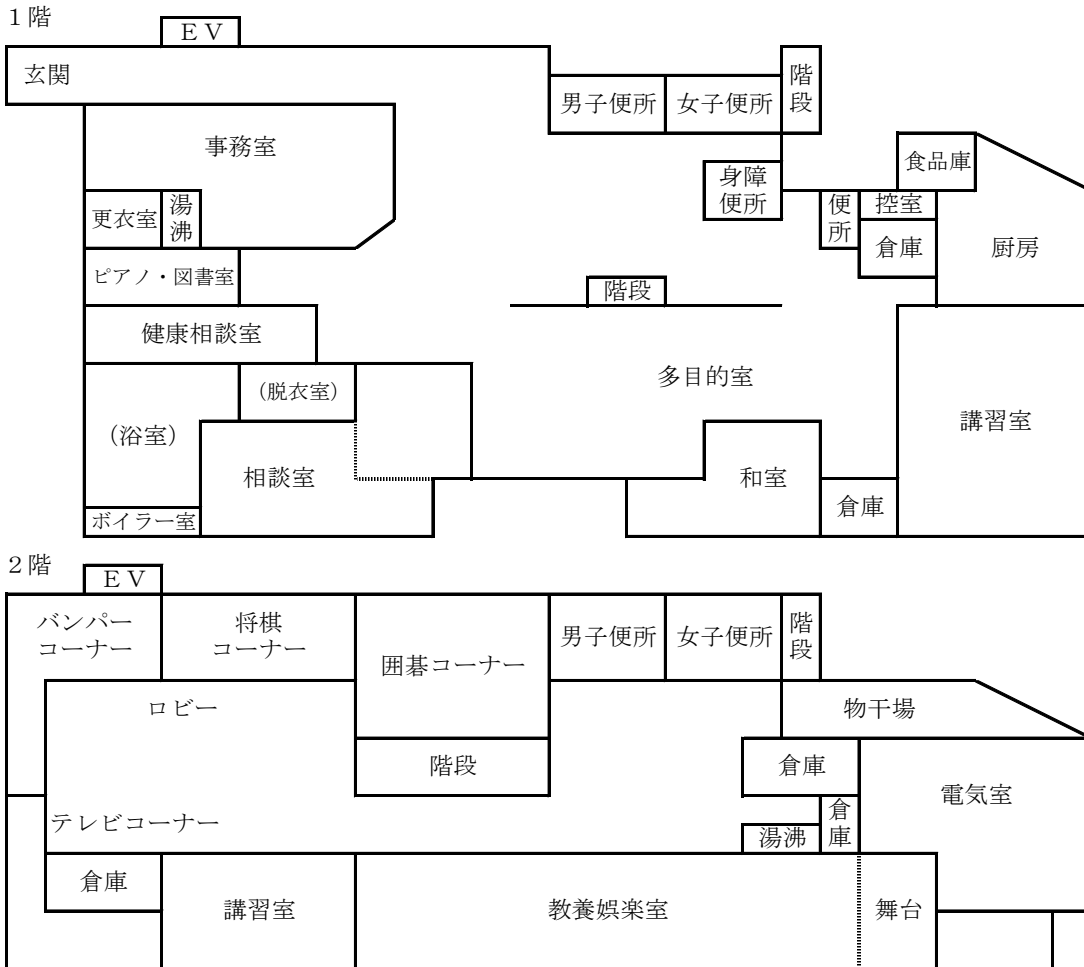 1階
EV
玄関
階段
男子便所 女子便所
事務室
食品庫
身障
便所
更衣室 湯沸
便所
控室
倉庫
厨房
ピアノ・図書室
階段
健康相談室
多目的室
(脱衣室)
(浴室)
講習室
相談室
和室
倉庫
ボイラー室
2階
EV
バンパー
コーナー
将棋
コーナー
囲碁コーナー
男子便所 女子便所
階段
ロビー
物干場
階段
倉庫
電気室
テレビコーナー
倉庫
湯沸
倉庫
講習室
教養娯楽室
舞台